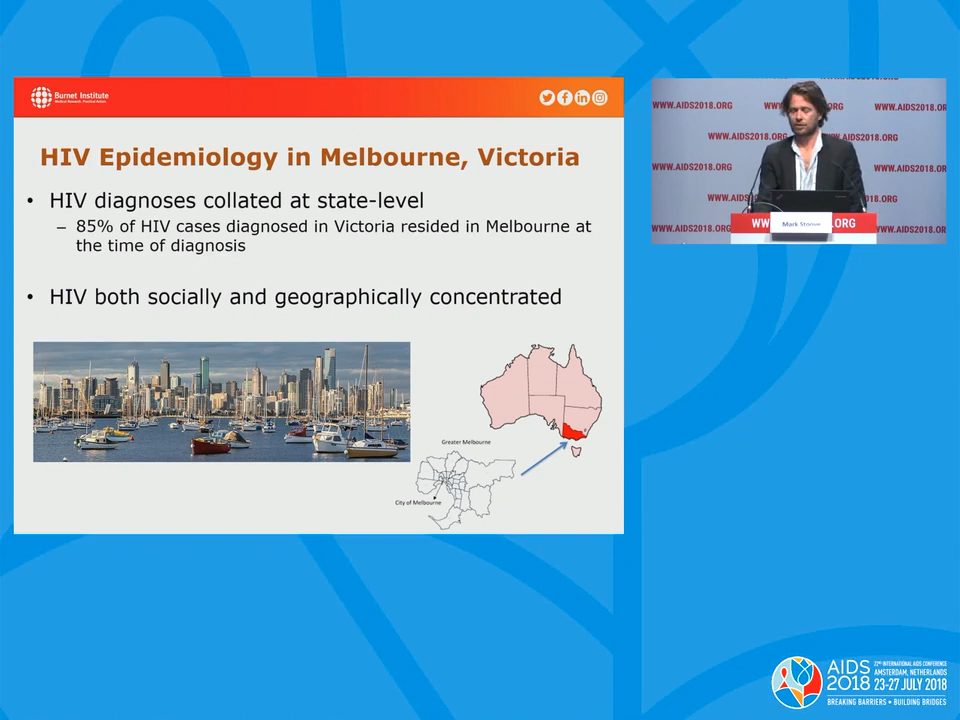 Burnet Institute
Medical Research. Practical Action.
HIV Epidemiology in Melbourne, Victoria
• HIV diagnoses collated at state-level
– 85% of HIV cases diagnosed in Victoria resided in Melbourne at
the time of diagnosis
• HIV both socially and geographically concentrated
Greater Melbourne
City of Melbourne
WWW.AIDS2018.ORG
WWW.AIDS2018.ORG
WWW.AIDS2018.ORG
WWW.AIDS2018.ORG
WWW.AIDS2018.ORG
WWW.AIDS2018.ORG
Mark Stoove
.ORG
AIDS 2018
22ND INTERNATIONAL AIDS CONFERENCE
AMSTERDAM, NETHERLANDS
23-27 JULY 2018
BREAKING BARRIERS • BUILDING BRIDGES